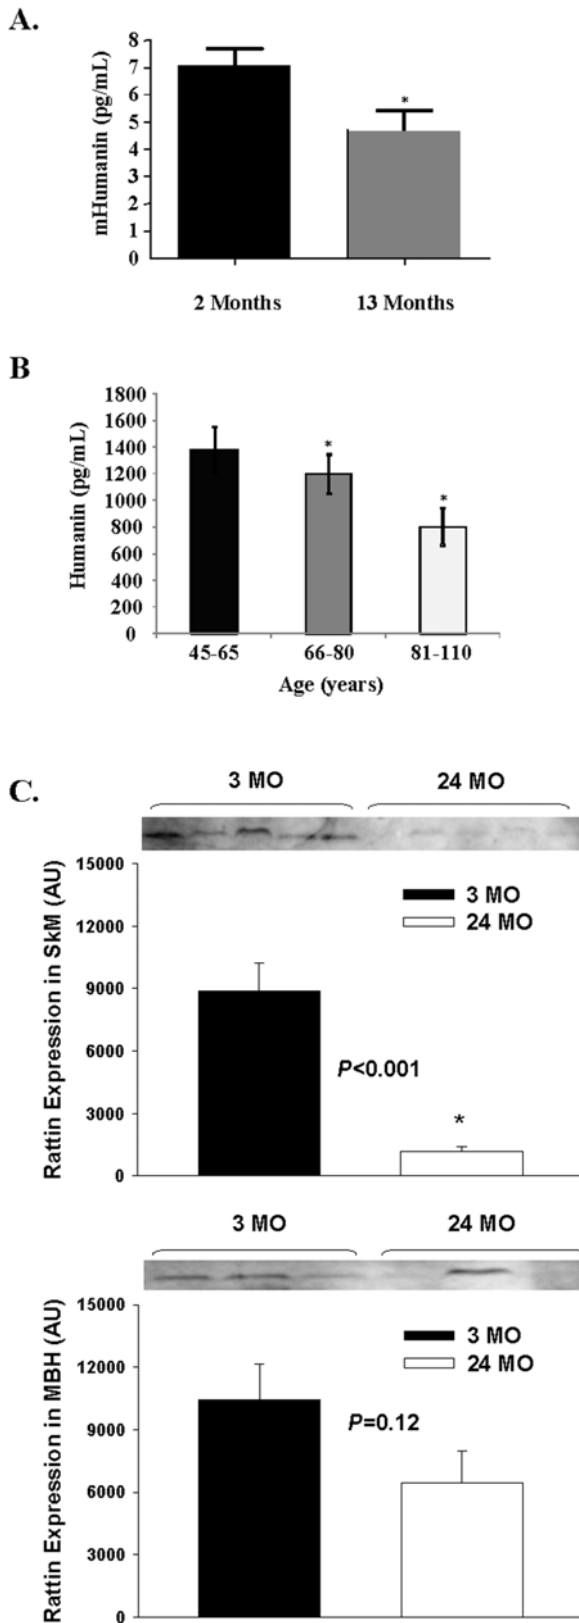 A.
mHumanin (pg/mL)
8
7
6
5
4
3
2
1
0
*
2 Months
13 Months
B
Humanin (pg/mL)
1800
1600
1400
1200
1000
800
600
400
200
0
*
*
45-65
66-80
81-110
Age (years)
C.
3 MO
24 MO
Rattin Expression in SkM (AU)
15000
12000
9000
6000
3000
0
3 MO
24 MO
P<0.001
*
3 MO
24 MO
Rattin Expression in MBH (AU)
15000
12000
9000
6000
3000
0
3 MO
24 MO
P=0.12